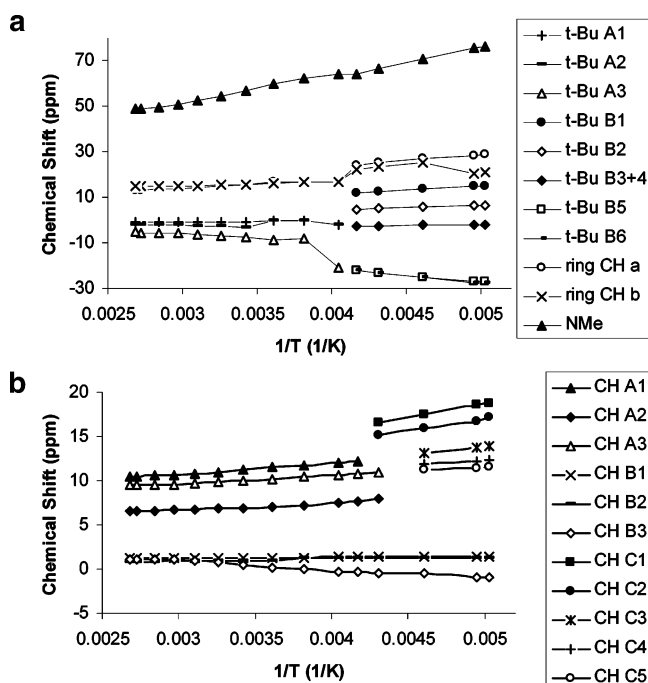 a
Chemical Shift (ppm)
70
50
30
10
-10
-30
0.0025 0.003 0.0035 0.004 0.0045 0.005
1/T (1/K)
t-Bu A1
t-Bu A2
t-Bu A3
t-Bu B1
t-Bu B2
t-Bu B3+4
t-Bu B5
t-Bu B6
ring CH a
ring CH b
NMe
b
Chemical Shift (ppm)
20
15
10
5
0
-5
0.0025 0.003 0.0035 0.004 0.0045 0.005
1/T (1/K)
CH A1
CH A2
CH A3
CH B1
CH B2
CH B3
CH C1
CH C2
CH C3
CH C4
CH C5